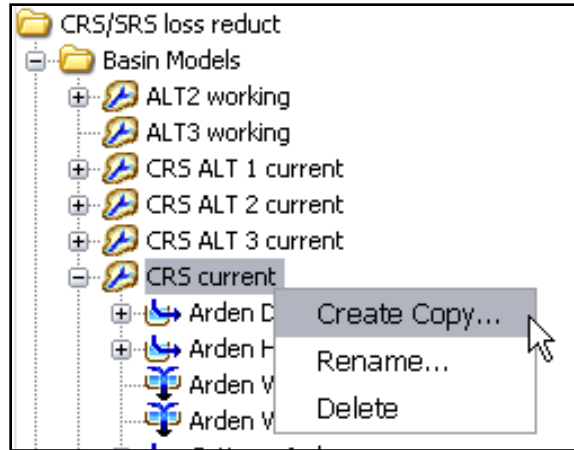 CRS/SRS loss reduct
Basin Models
ALT2 working
ALT3 working
CRS ALT 1 current
CRS ALT 2 current
CRS ALT 3 current
CRS current
Arden D
Create Copy...
Arden H
Rename...
Arden W
Delete
Arden W